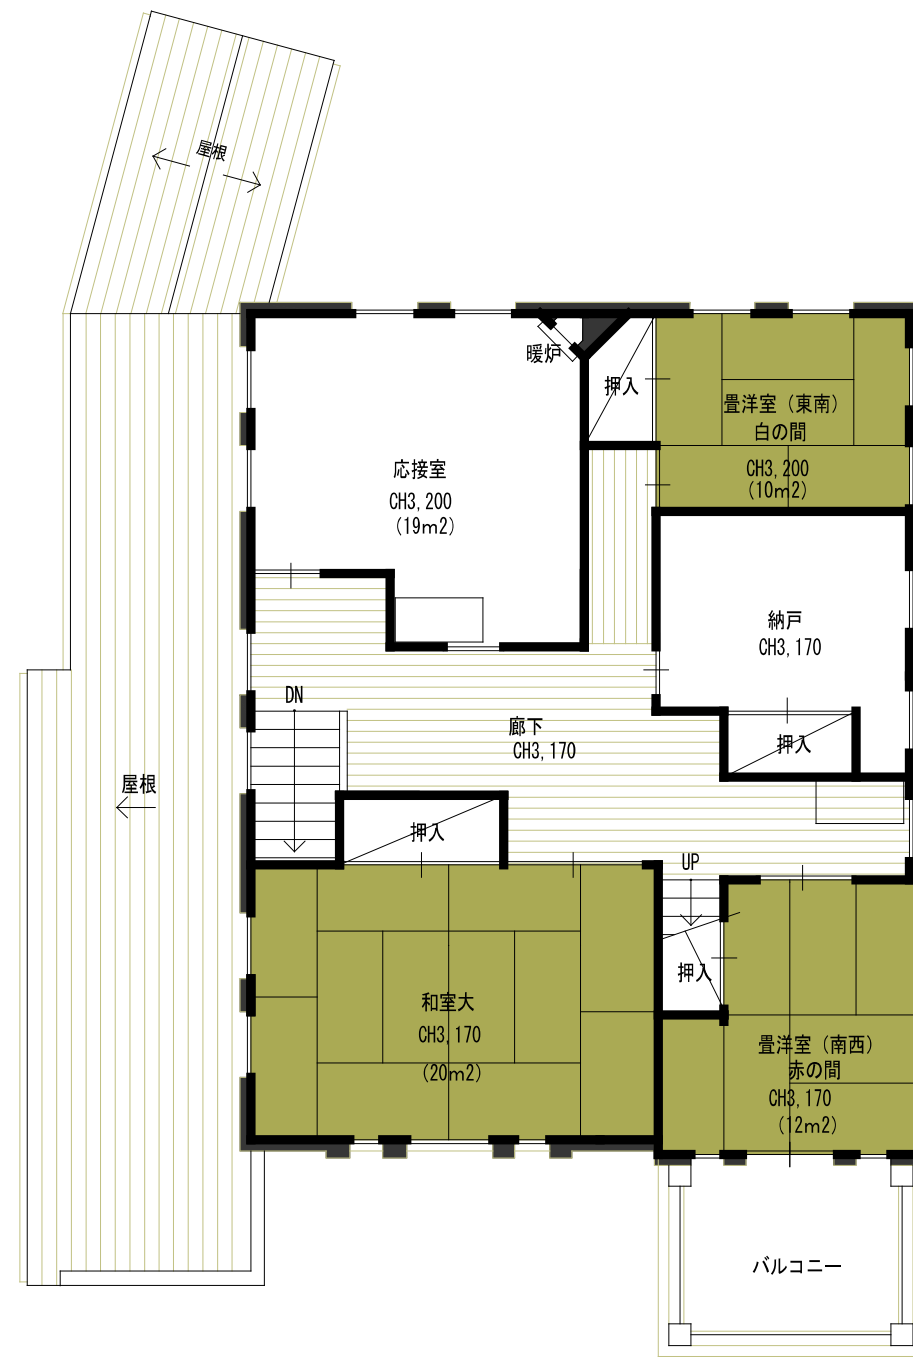 屋根
暖炉
押入
畳洋室（東南）
白の間
CH3,200
(10m2)
応接室
CH3,200
(19m2)
納戸
CH3,170
DN
廊下
CH3,170
押入
屋根
押入
UP
押入
和室大
CH3,170
(20m2)
畳洋室（南西）
赤の間
CH3,170
(12m2)
バルコニー